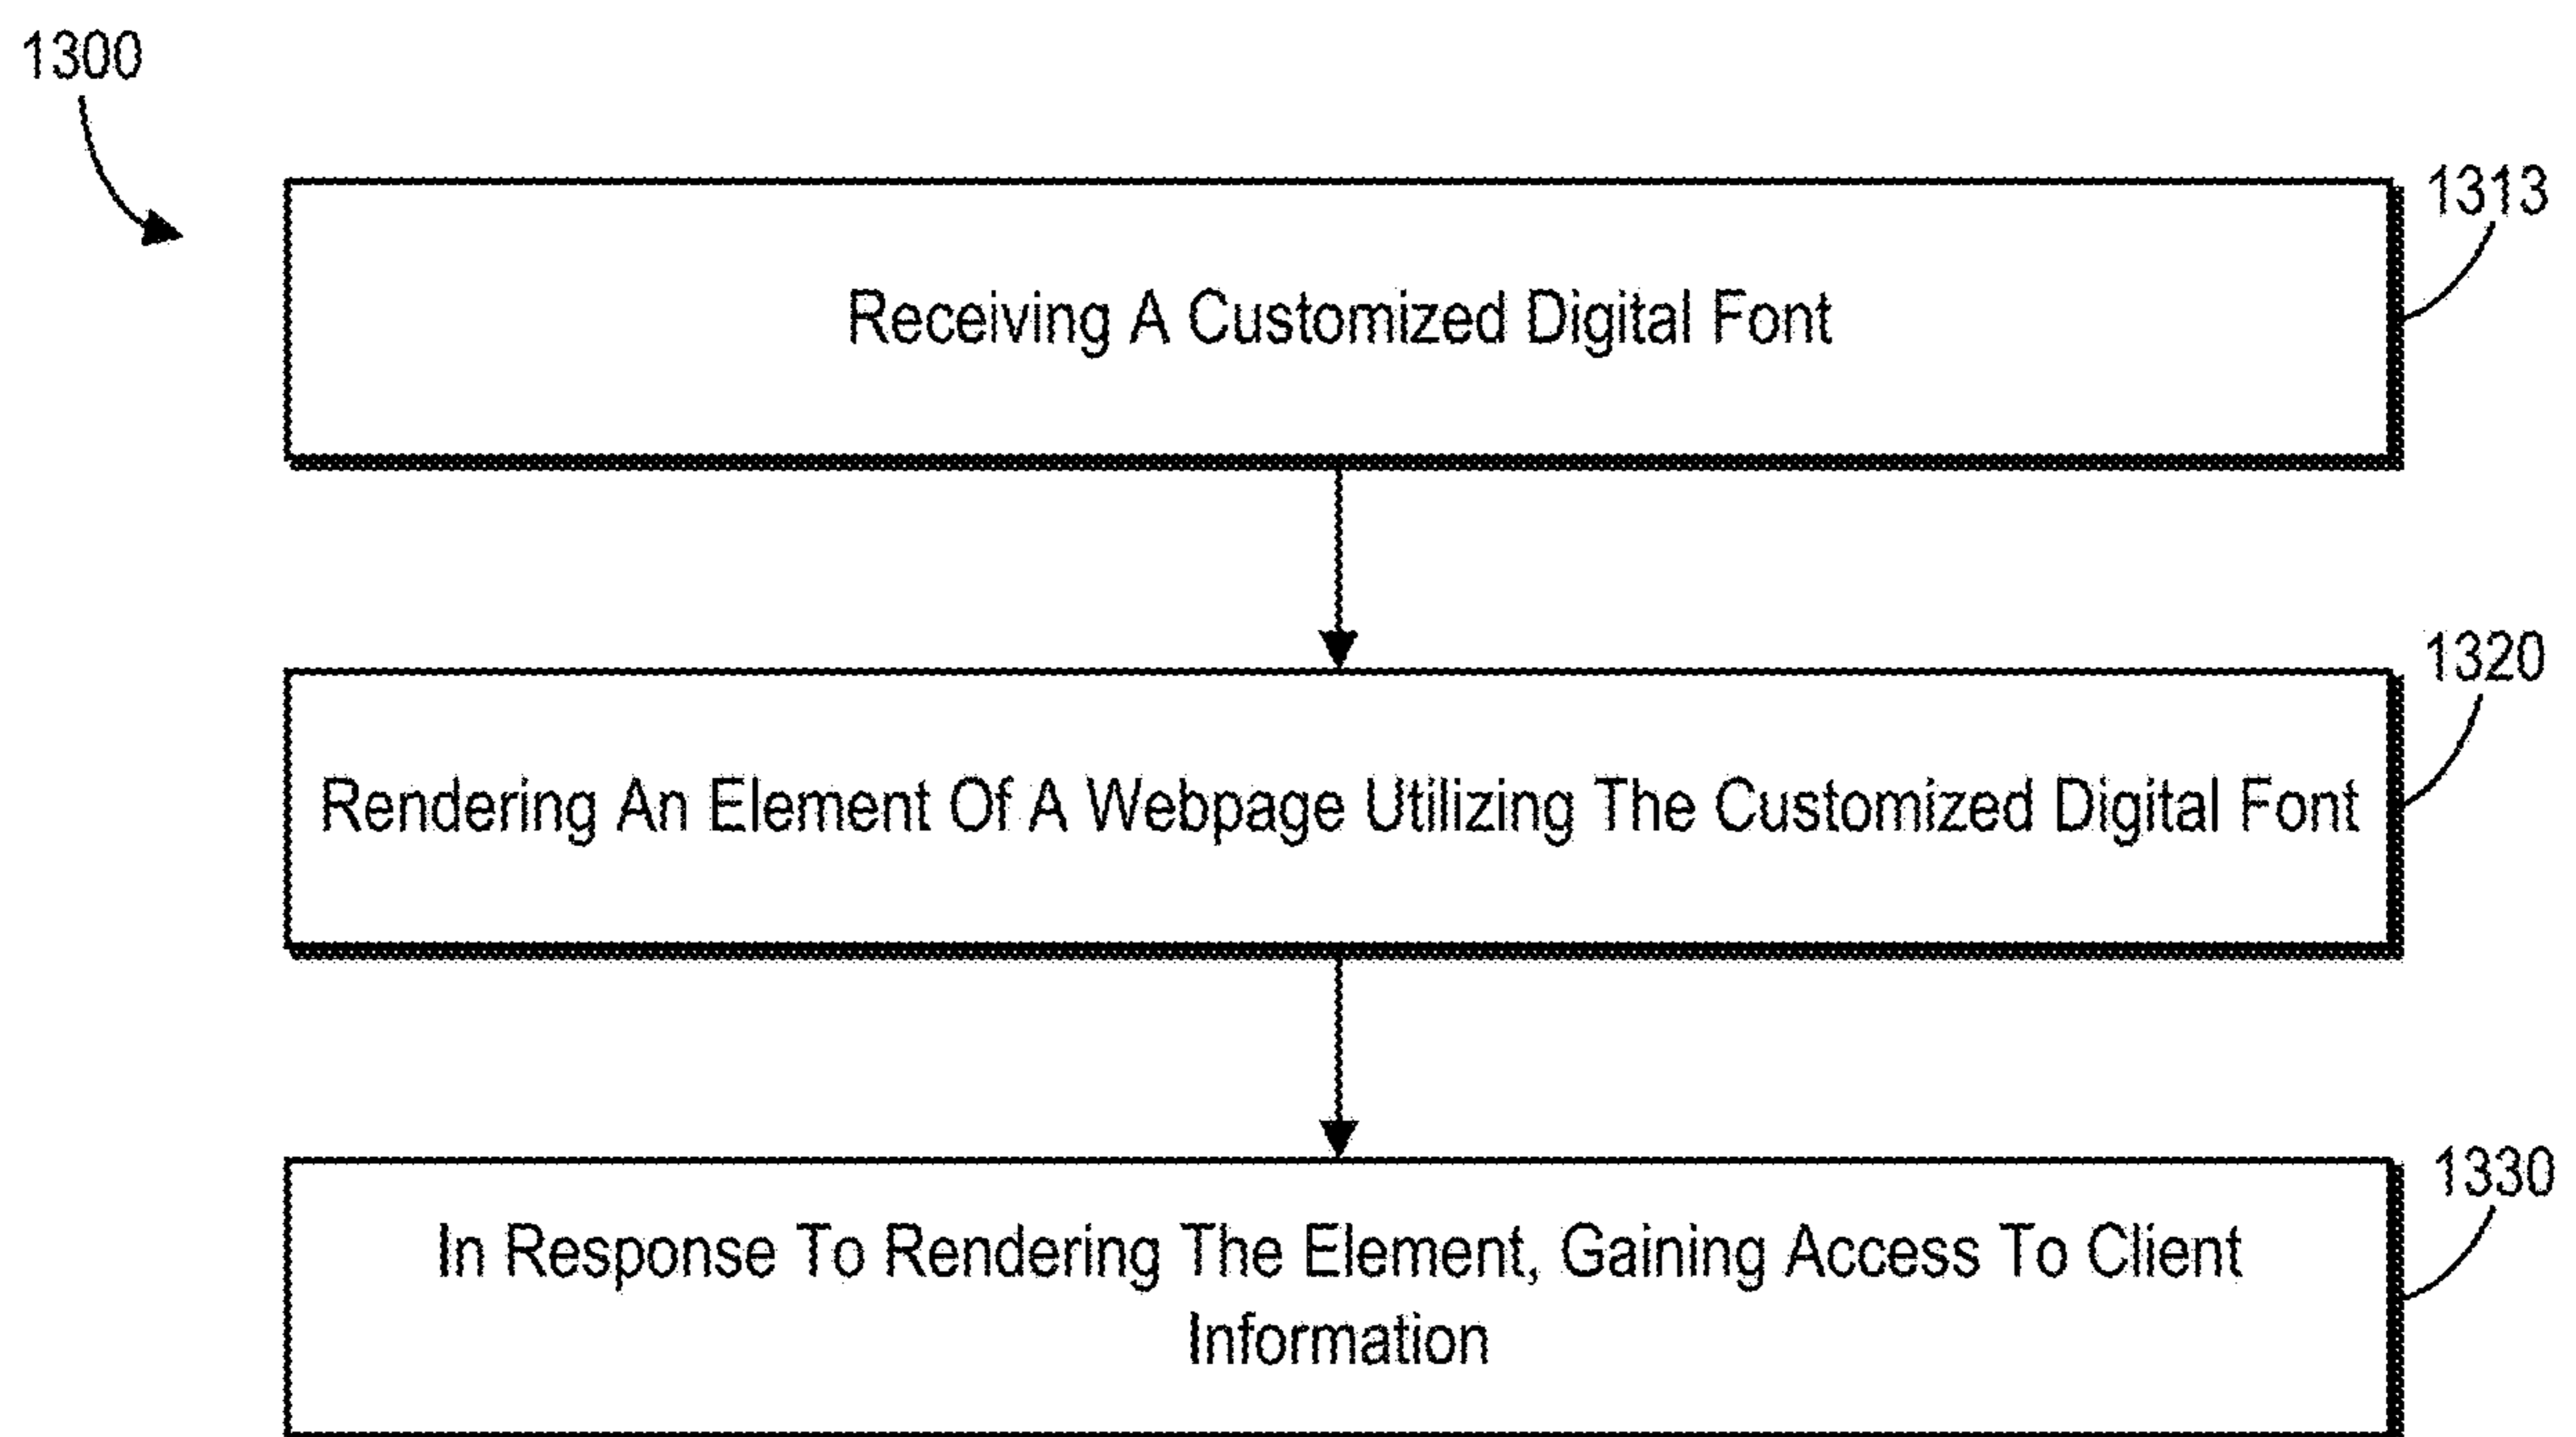 1300
1313
Receiving A Customized Digital Font
1320
Rendering An Element Of A Webpage Utilizing The Customized Digital Font
1330
In Response To Rendering The Element, Gaining Access To Client
Information